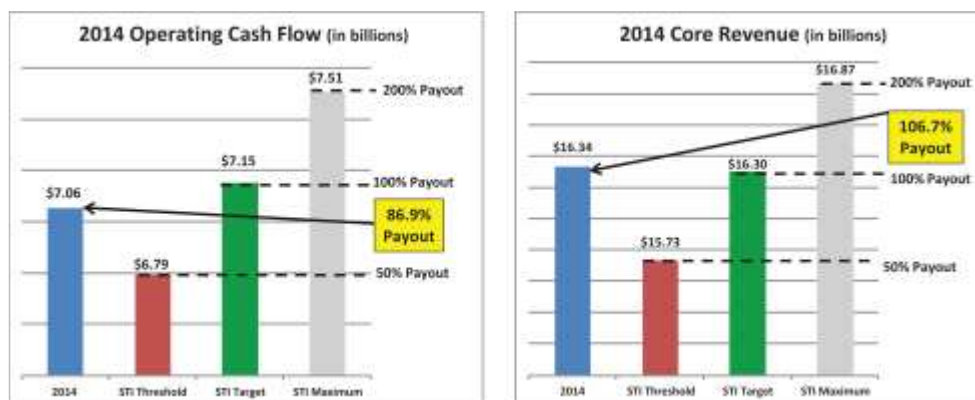 2014 Operating Cash Flow (in billions)
$7.51
200% Payout
$7.15
100% Payout
$7.06
86.9%
Payout
$6.79
50% Payout
2014
STI Threshold
STI Target
STI Maximum
2014 Core Revenue (in billions)
$16.87
200% Payout
106.7%
Payout
$16.34
$16.30
100% Payout
$15.73
50% Payout
2014
STI Threshold
STI Target
STI Maximum